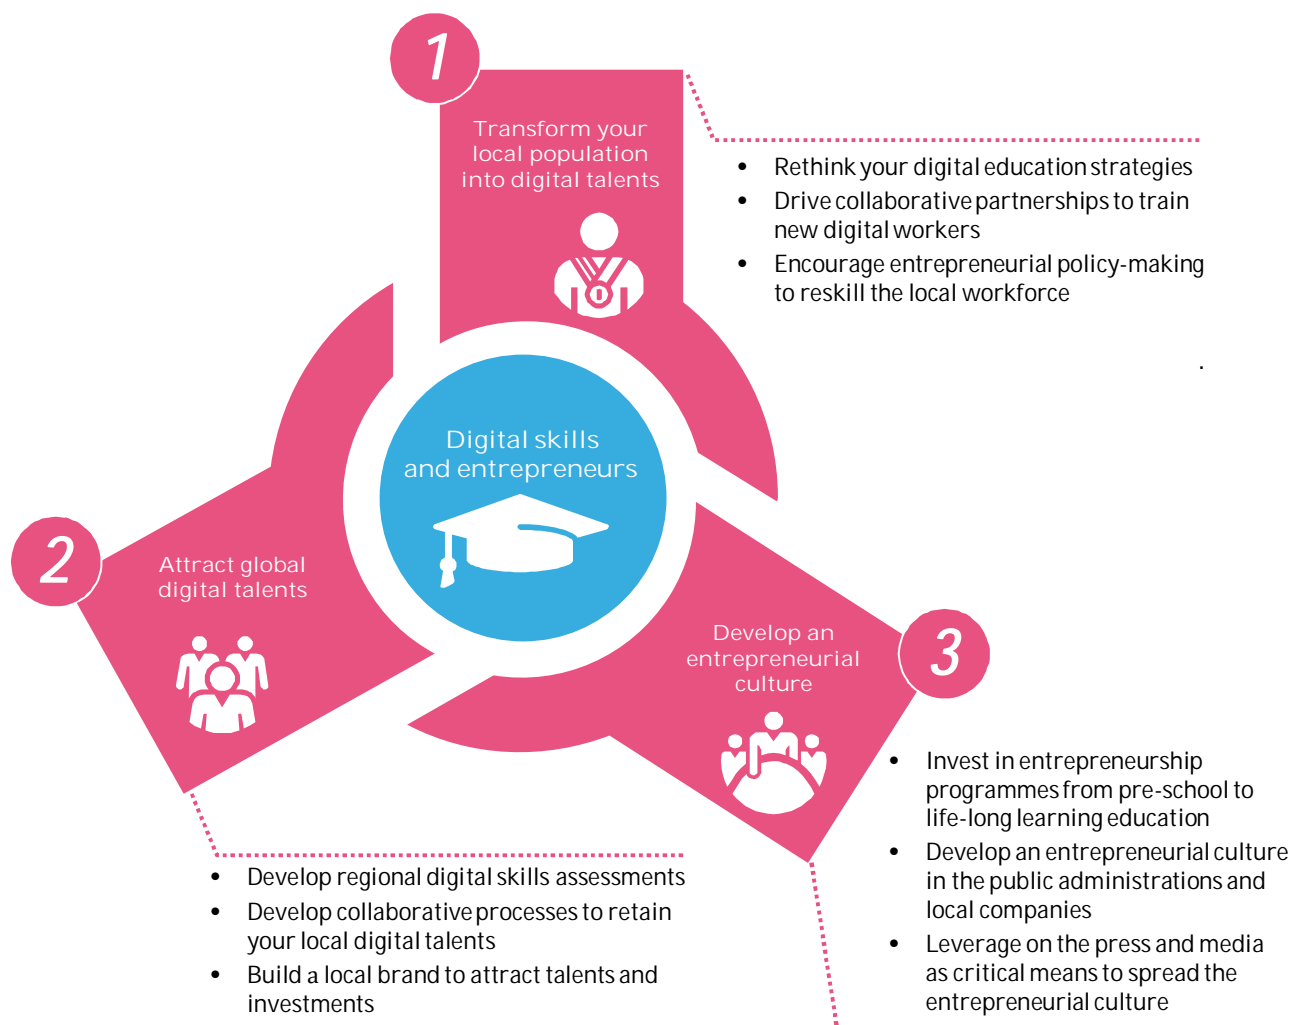 1
Transform your
local population
into digital talents
• Rethink your digital education strategies
• Drive collaborative partnerships to train
new digital workers
• Encourage entrepreneurial policy-making
to reskill the local workforce
.
Digital skills
and entrepreneurs
2
Attract global
digital talents
• Develop regional digital skills assessments
• Develop collaborative processes to retain
your local digital talents
• Build a local brand to attract talents and
investments
3
Develop an
entrepreneurial
culture
• Invest in entrepreneurship
programmes from pre-school to
life-long learning education
• Develop an entrepreneurial culture
in the public administrations and
local companies
• Leverage on the press and media
as critical means to spread the
entrepreneurial culture